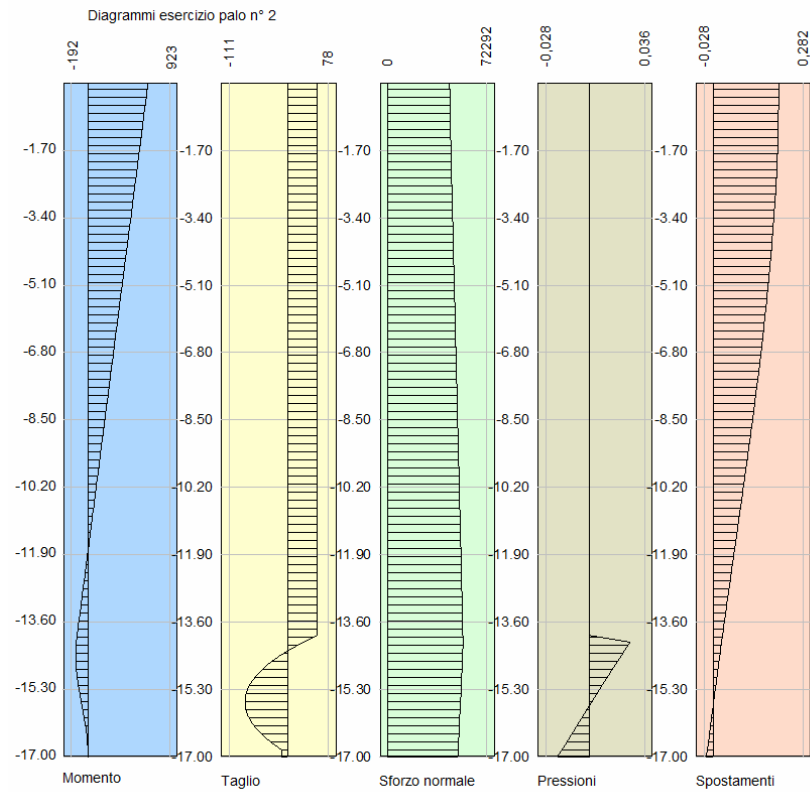 Diagrammi esercizio palo n° 2
-192 923 -111 78 0 72292 -0,028 0,036 -0,028 0,282
-1.70 -1.70 -1.70 -1.70 -1.70
-3.40 -3.40 -3.40 -3.40 -3.40
-5.10 -5.10 -5.10 -5.10 -5.10
-6.80 -6.80 -6.80 -6.80 -6.80
-8.50 -8.50 -8.50 -8.50 -8.50
-10.20 -10.20 -10.20 -10.20 -10.20
-11.90 -11.90 -11.90 -11.90 -11.90
-13.60 -13.60 -13.60 -13.60 -13.60
-15.30 -15.30 -15.30 -15.30 -15.30
-17.00 -17.00 -17.00 -17.00 -17.00
Momento Taglio Sforzo normale Pressioni Spostamenti